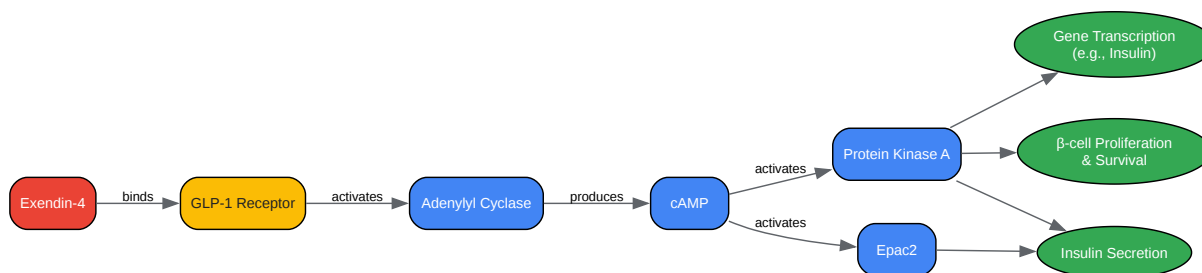 Exendin-4
binds
GLP-1 Receptor
activates
Adenylyl Cyclase
produces
cAMP
activates
activates
Protein Kinase A
Epac2
Gene Transcription
(e.g., Insulin)
β-cell Proliferation
& Survival
Insulin Secretion